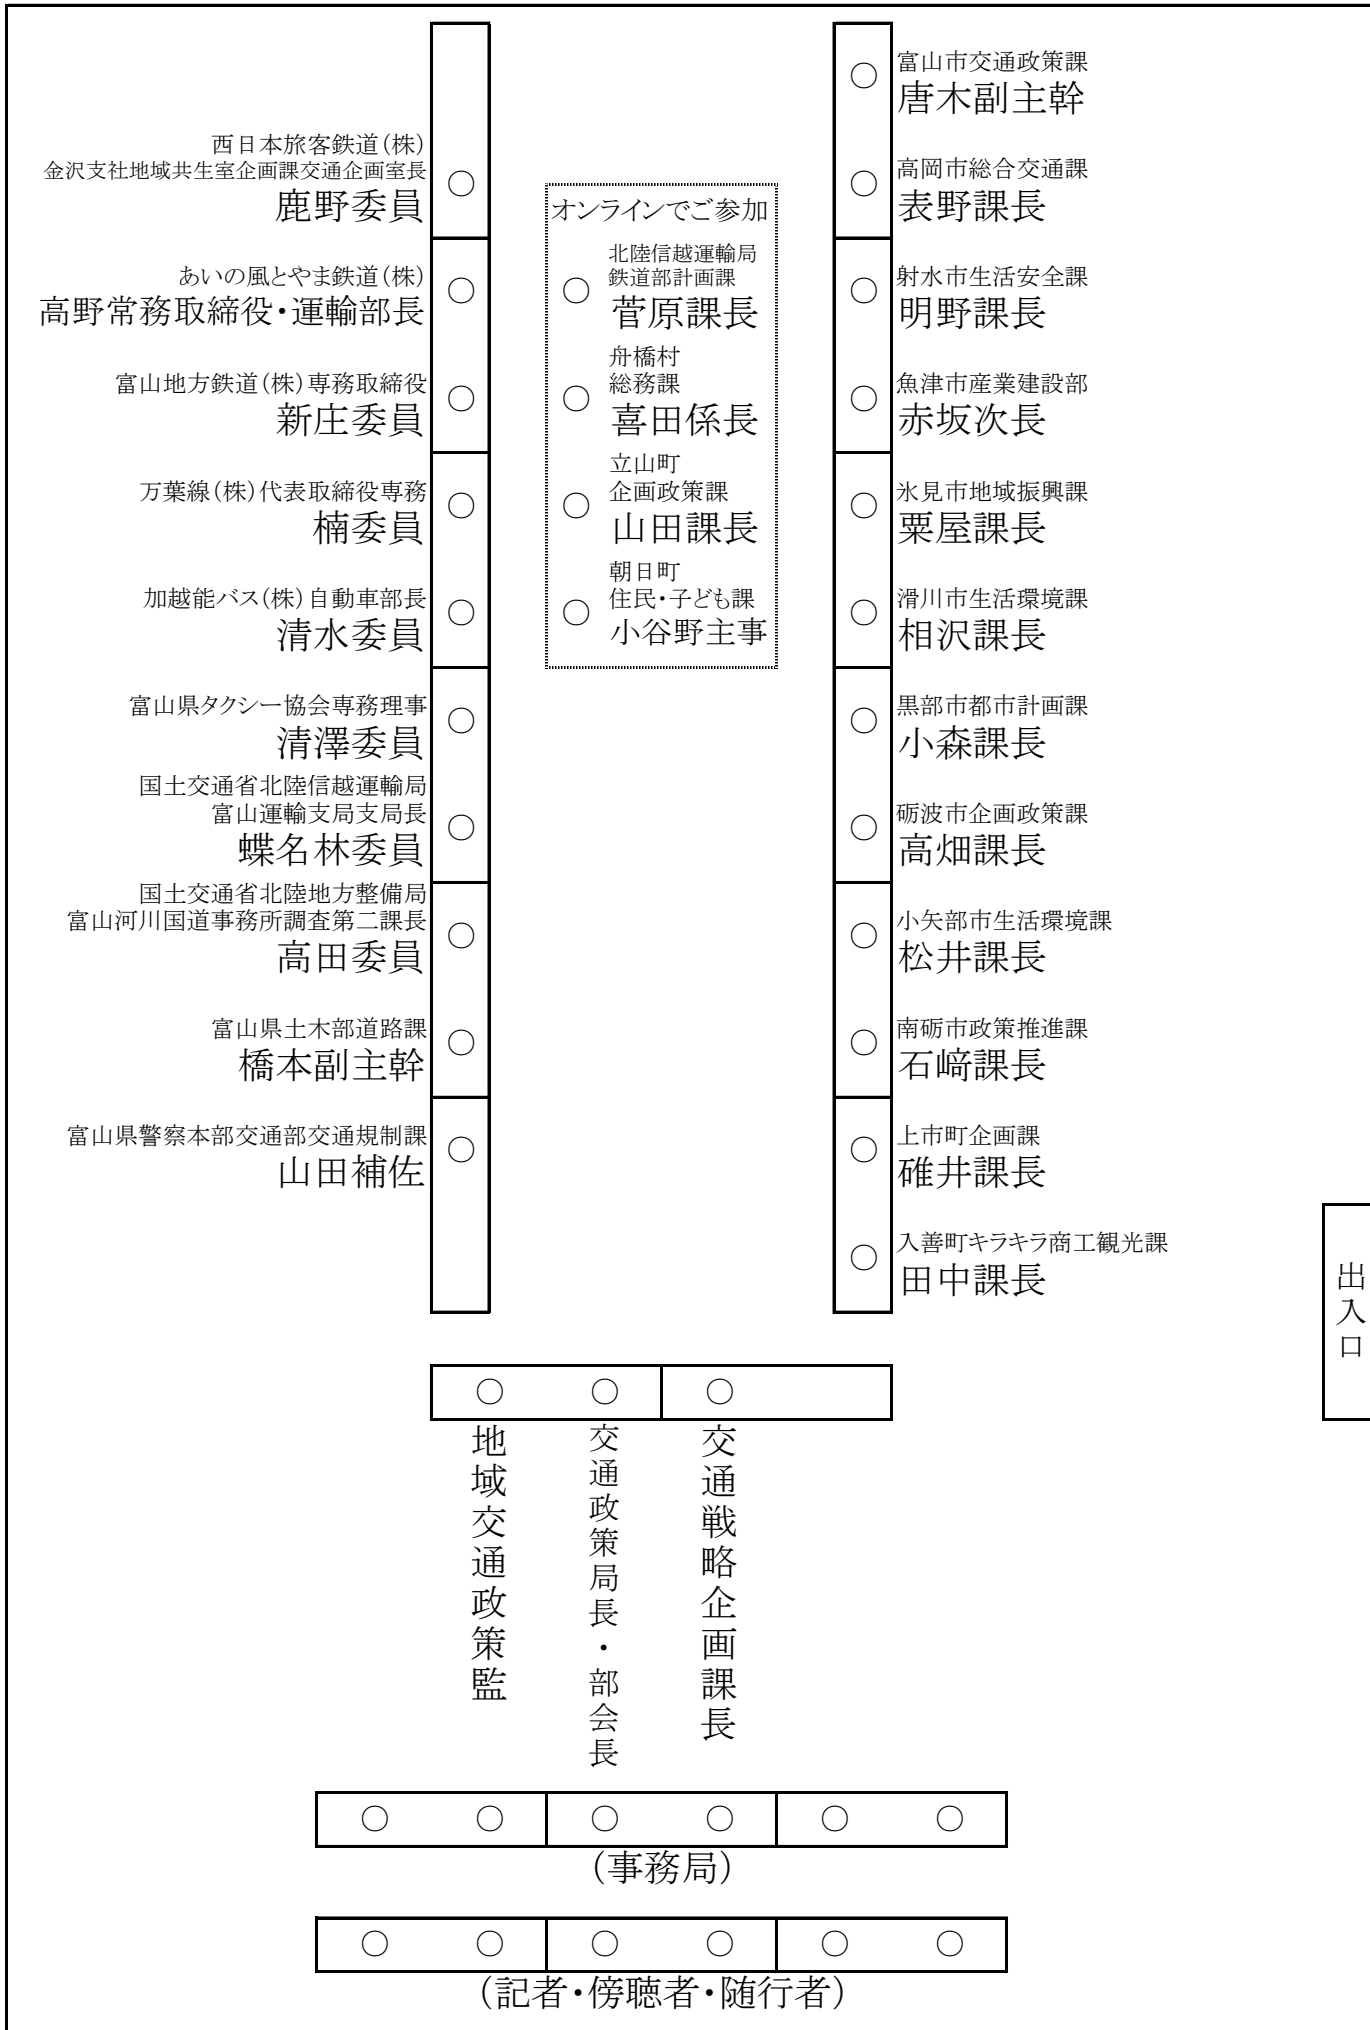 西日本旅客鉄道(株)
金沢支社地域共生室企画課交通企画室長
鹿野委員
あいの風とやま鉄道(株)
高野常務取締役・運輸部長
富山地方鉄道(株)専務取締役
新庄委員
万葉線(株)代表取締役専務
楠委員
加越能バス(株)自動車部長
清水委員
富山県タクシー協会専務理事
清澤委員
国土交通省北陸信越運輸局
富山運輸支局支局長
蝶名林委員
国土交通省北陸地方整備局
富山河川国道事務所調査第二課長
高田委員
富山県土木部道路課
橋本副主幹
富山県警察本部交通部交通規制課
山田補佐
オンラインでご参加
北陸信越運輸局
鉄道部計画課
菅原課長
舟橋村
総務課
喜田係長
立山町
企画政策課
山田課長
朝日町
住民・子ども課
小谷野主事
富山市交通政策課
唐木副主幹
高岡市総合交通課
表野課長
射水市生活安全課
明野課長
魚津市産業建設部
赤坂次長
氷見市地域振興課
粟屋課長
滑川市生活環境課
相沢課長
黒部市都市計画課
小森課長
砺波市企画政策課
高畑課長
小矢部市生活環境課
松井課長
南砺市政策推進課
石﨑課長
上市町企画課
碓井課長
入善町キラキラ商工観光課
田中課長
出入口
地域交通政策監
交通政策局長・部会長
交通戦略企画課長
(事務局)
(記者・傍聴者・随行者)